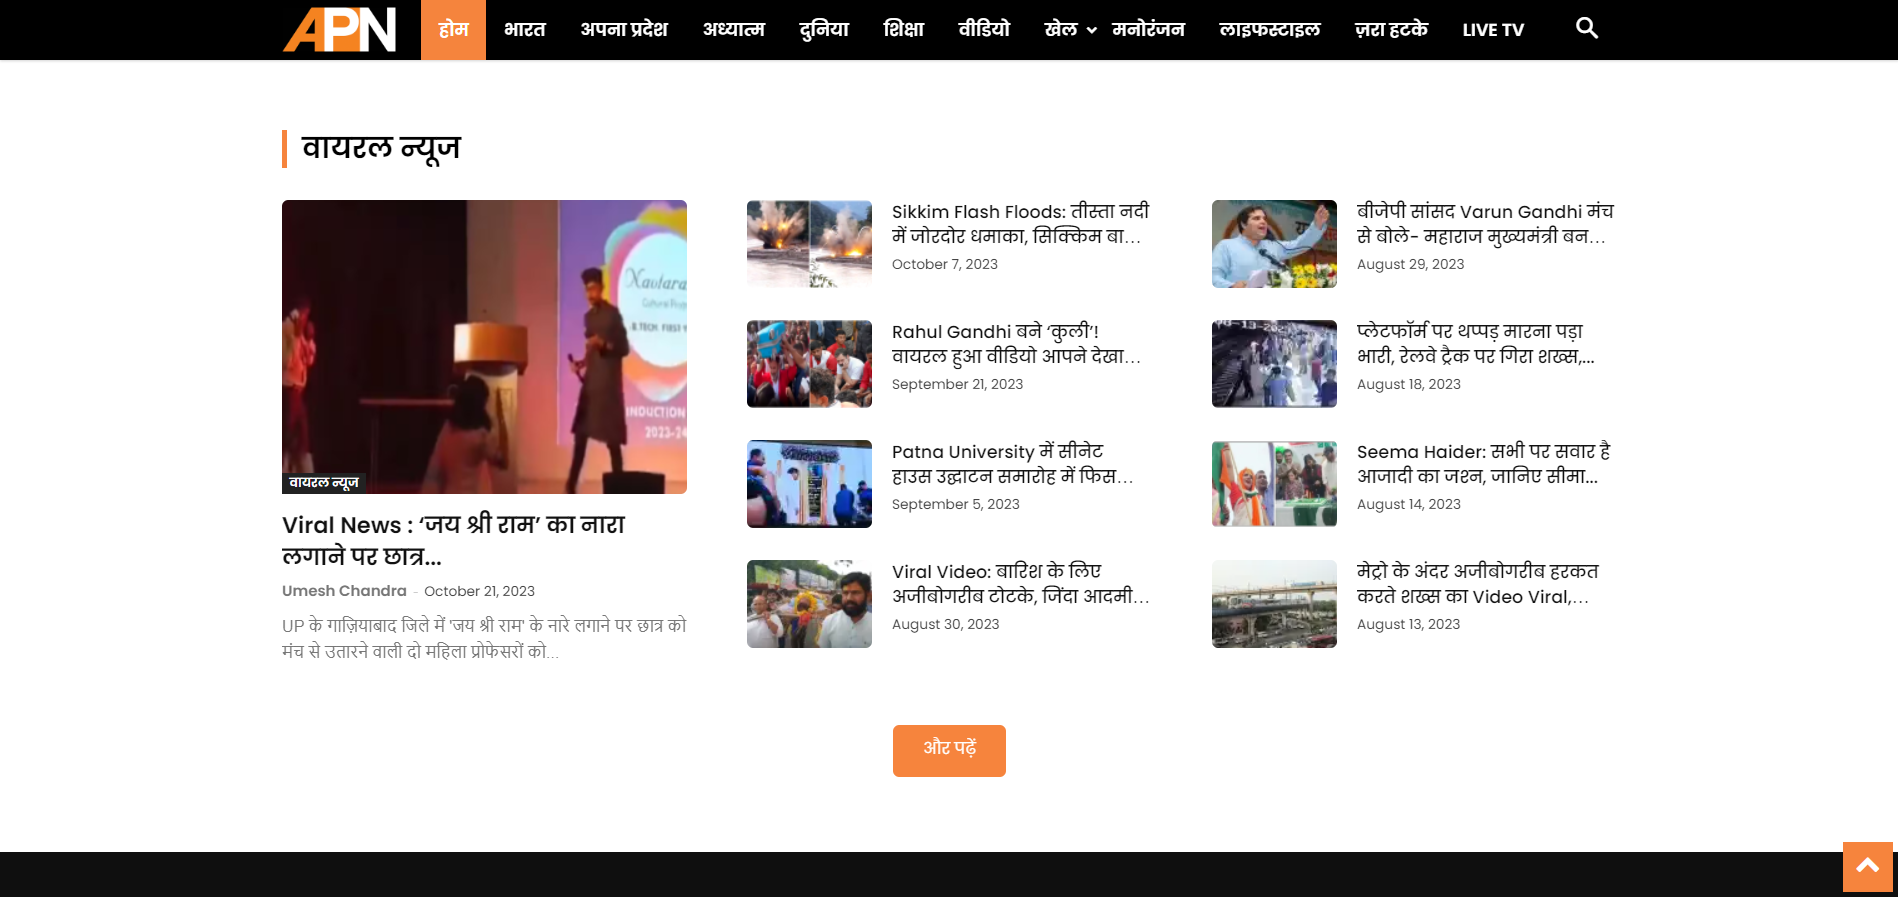 APN
होम
भारत
अपना प्रदेश
अध्यात्म
दुनिया
शिक्षा
वीडियो
खेल
मनोरंजन
लाइफस्टाइल
ज़रा हटके
LIVE TV
वायरल न्यूज
Navtara
INDUCTION
2023-24
वायरल न्यूज
Viral News : ‘जय श्री राम’ का नारा
लगाने पर छात्र...
Umesh Chandra - October 21, 2023
UP के गाज़ियाबाद जिले में 'जय श्री राम' के नारे लगाने पर छात्र को
मंच से उतारने वाली दो महिला प्रोफेसरों को...
Sikkim Flash Floods: तीस्ता नदी
में जोरदोर धमाका, सिक्किम बा...
October 7, 2023
Rahul Gandhi बने ‘कुली’!
वायरल हुआ वीडियो आपने देखा...
September 21, 2023
Patna University में सीनेट
हाउस उद्घाटन समारोह में फिस...
September 5, 2023
Viral Video: बारिश के लिए
अजीबोगरीब टोटके, जिंदा आदमी...
August 30, 2023
बीजेपी सांसद Varun Gandhi मंच
से बोले- महाराज मुख्यमंत्री बन...
August 29, 2023
प्लेटफॉर्म पर थप्पड़ मारना पड़ा
भारी, रेलवे ट्रैक पर गिरा शख्स,...
August 18, 2023
Seema Haider: सभी पर सवार है
आजादी का जश्न, जानिए सीमा...
August 14, 2023
मेट्रो के अंदर अजीबोगरीब हरकत
करते शख्स का Video Viral,...
August 13, 2023
और पढ़ें